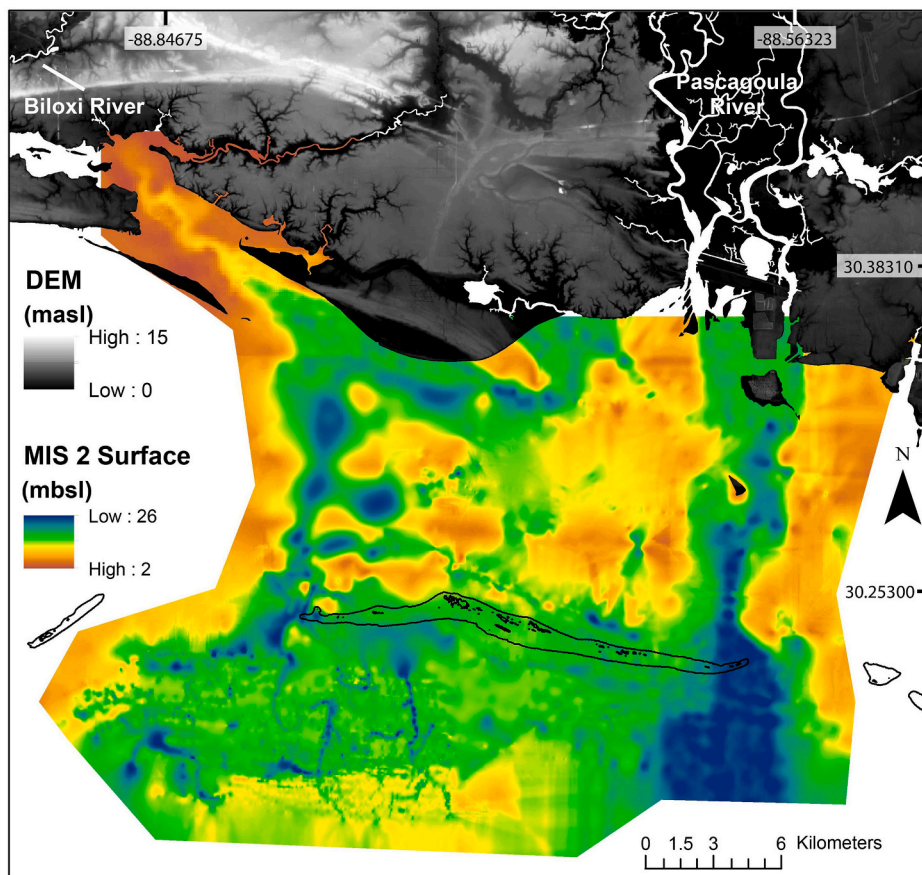 -88.84675
-88.56323
Biloxi River
Pascagoula
River
30.38310
DEM
(masl)
High : 15
Low : 0
N
MIS 2 Surface
(mbsl)
Low : 26
High : 2
30.25300
0 1.5 3 6 Kilometers